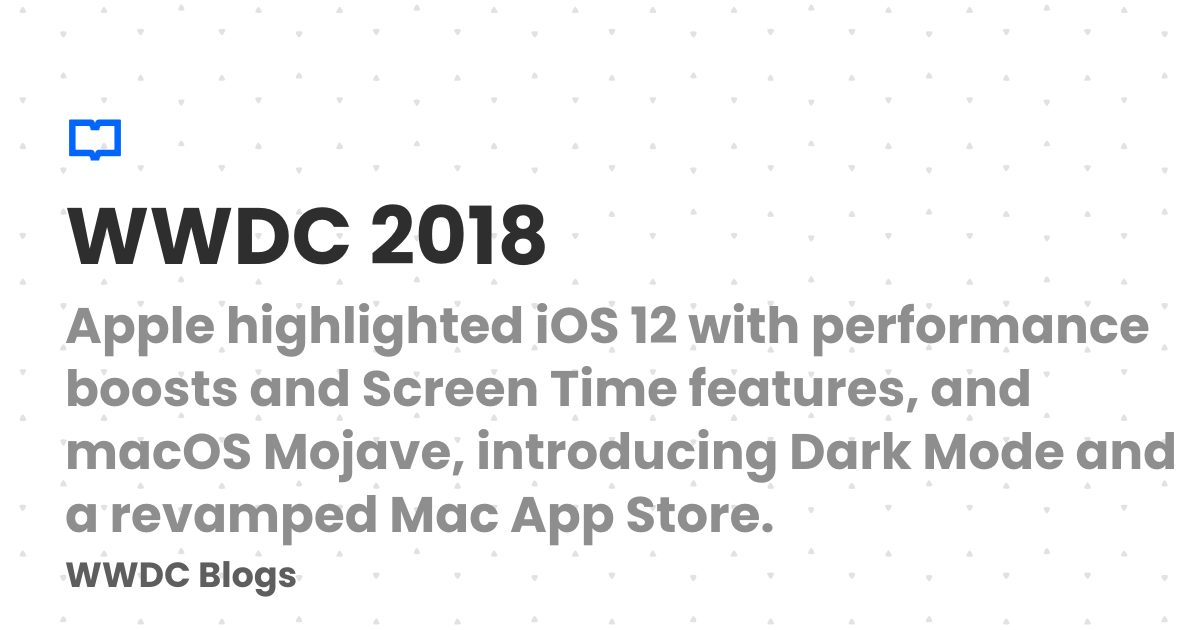 WWDC 2018
Apple highlighted iOS 12 with performance
boosts and Screen Time features, and
macOS Mojave, introducing Dark Mode and
a revamped Mac App Store.
WWDC Blogs